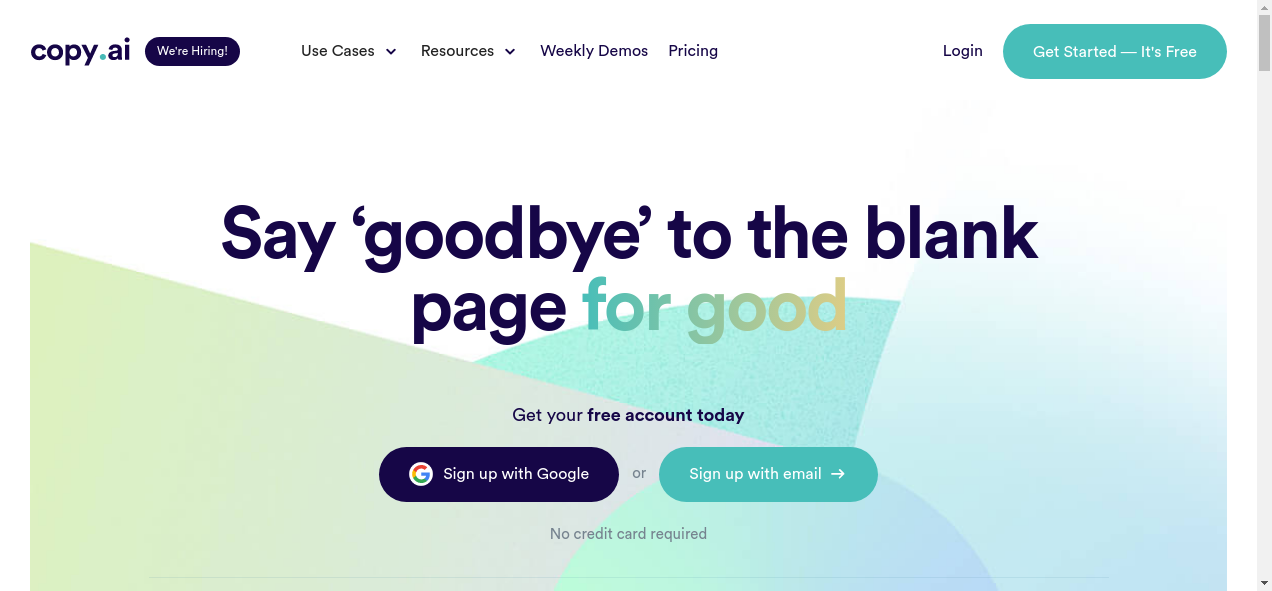 copy.ai
We're Hiring!
Use Cases
Resources
Weekly Demos
Pricing
Login
Get Started — It's Free
Say ‘goodbye’ to the blank
page for good
Get your free account today
Sign up with Google
or
Sign up with email →
No credit card required